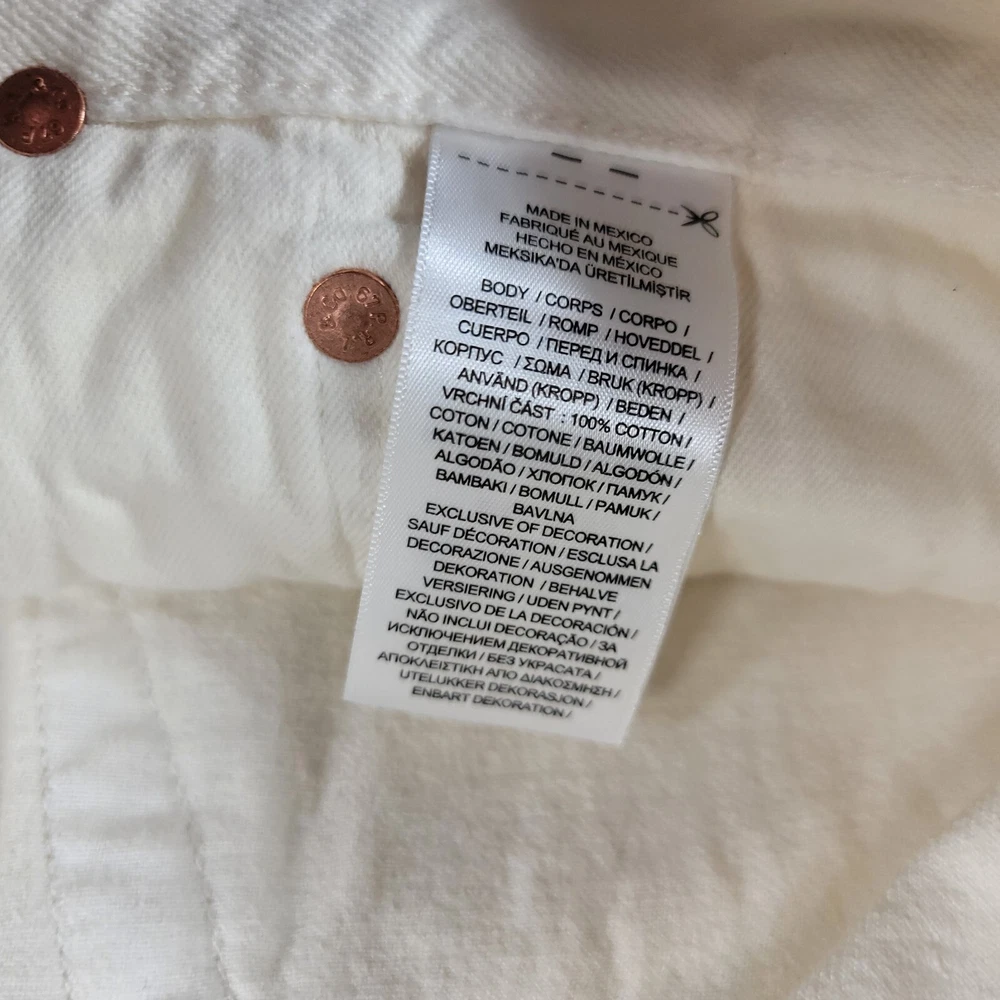 MADE IN MEXICO
FABRIQUÉ AU MEXIQUE
HECHO EN MÉXICO
MEKSIKA'DA ÜRETİLMİŞTİR
BODY / CORPS / CORPO /
OBERTEIL / ROMP / HOVEDDEL /
CUERPO / ПЕРЕД И СПИНКА /
КОРПУС / ΣΩΜΑ / BRUK (KROPP) /
ANVÄND (KROPP) / BEDEN /
VRCHNÍ ČÁST : 100% COTTON /
COTON / COTONE / BAUMWOLLE /
KATOEN / BOMULD / ALGODÓN /
ALGODÃO / ХЛОПОК / ПАМУК /
BAMBAKI / BOMULL / PAMUK /
BAVLNA
EXCLUSIVE OF DECORATION /
SAUF DÉCORATION / ESCLUSA LA
DECORAZIONE / AUSGENOMMEN
DEKORATION / BEHALVE
VERSIERING / UDEN PYNT /
EXCLUSIVO DE LA DECORACIÓN /
NÃO INCLUI DECORAÇÃO / ЗА
ИСКЛЮЧЕНИЕМ ДЕКОРАТИВНОЙ
ОТДЕЛКИ / БЕЗ УКРАСАТА /
ΑΠΟΚΛΕΙΣΤΙΚΗ ΑΠΟ ΔΙΑΚΟΣΜΗΣΗ /
UTELUKKER DEKORASJON /
ENBART DEKORATION /